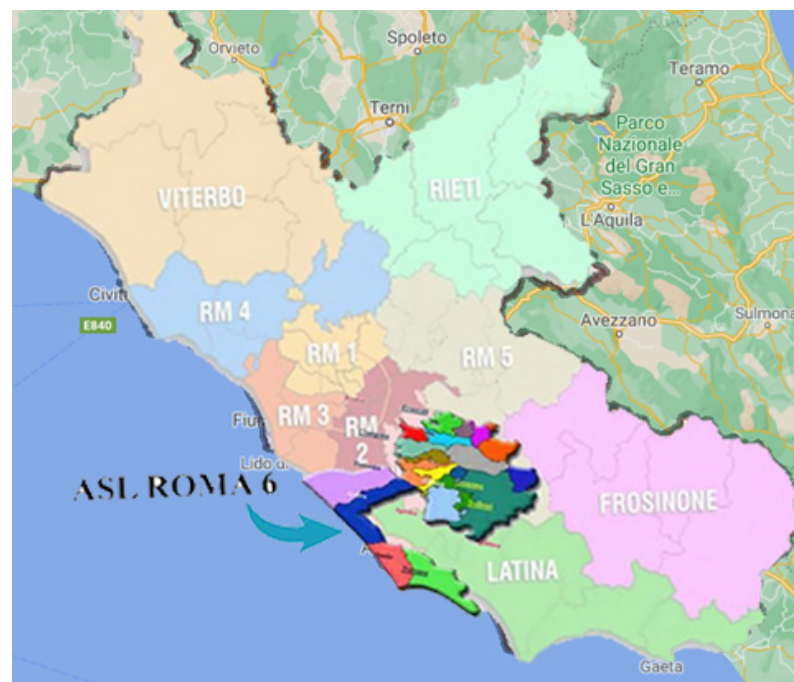 Orvieto
Spoleto
Teramo
Terni
Parco
Nazionale
del Gran
Sasso e...
VITERBO
RIETI
L'Aquila
Civit
RM 4
E840
Avezzano
Sulmona
RM 1
RM 5
Fiu
RM 3
RM
2
Lido di
ASL ROMA 6
FROSINONE
LATINA
Gaeta